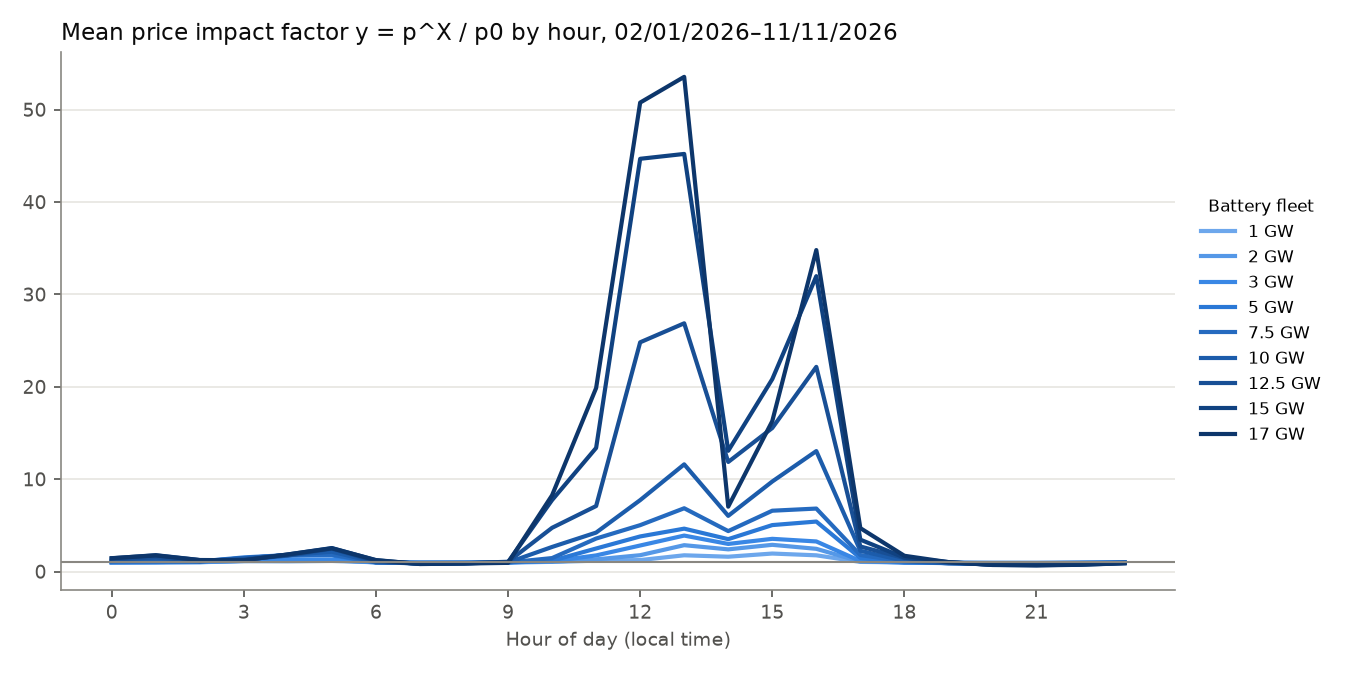 Mean price impact factor y = p^X / p0 by hour, 02/01/2026–11/11/2026
50
40
30
20
10
0
0 3 6 9 12 15 18 21
Hour of day (local time)
Battery fleet
1 GW
2 GW
3 GW
5 GW
7.5 GW
10 GW
12.5 GW
15 GW
17 GW